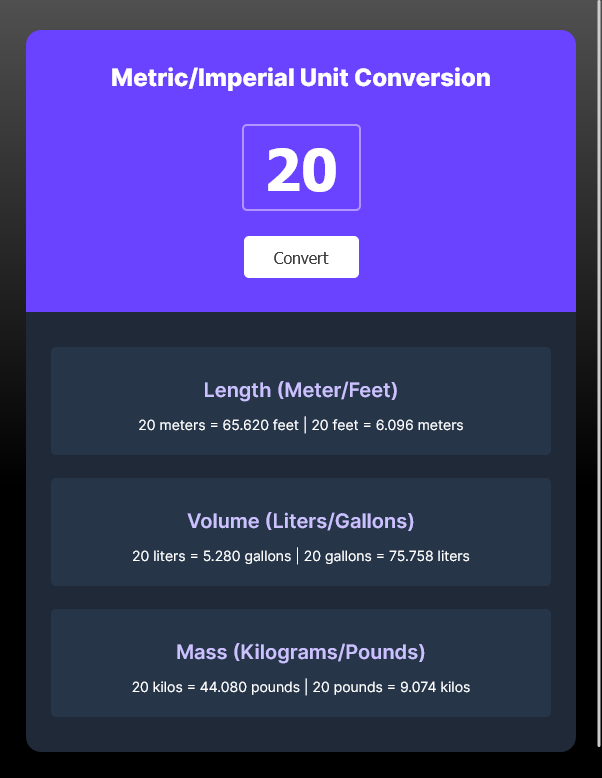 Metric/Imperial Unit Conversion
20
Convert
Length (Meter/Feet)
20 meters = 65.620 feet | 20 feet = 6.096 meters
Volume (Liters/Gallons)
20 liters = 5.280 gallons | 20 gallons = 75.758 liters
Mass (Kilograms/Pounds)
20 kilos = 44.080 pounds | 20 pounds = 9.074 kilos